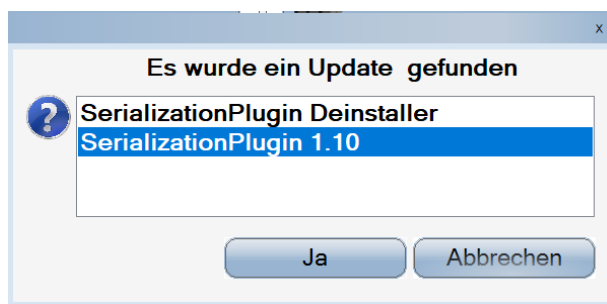 x
Es wurde ein Update gefunden
?
SerializationPlugin Deinstaller
SerializationPlugin 1.10
Ja
Abbrechen